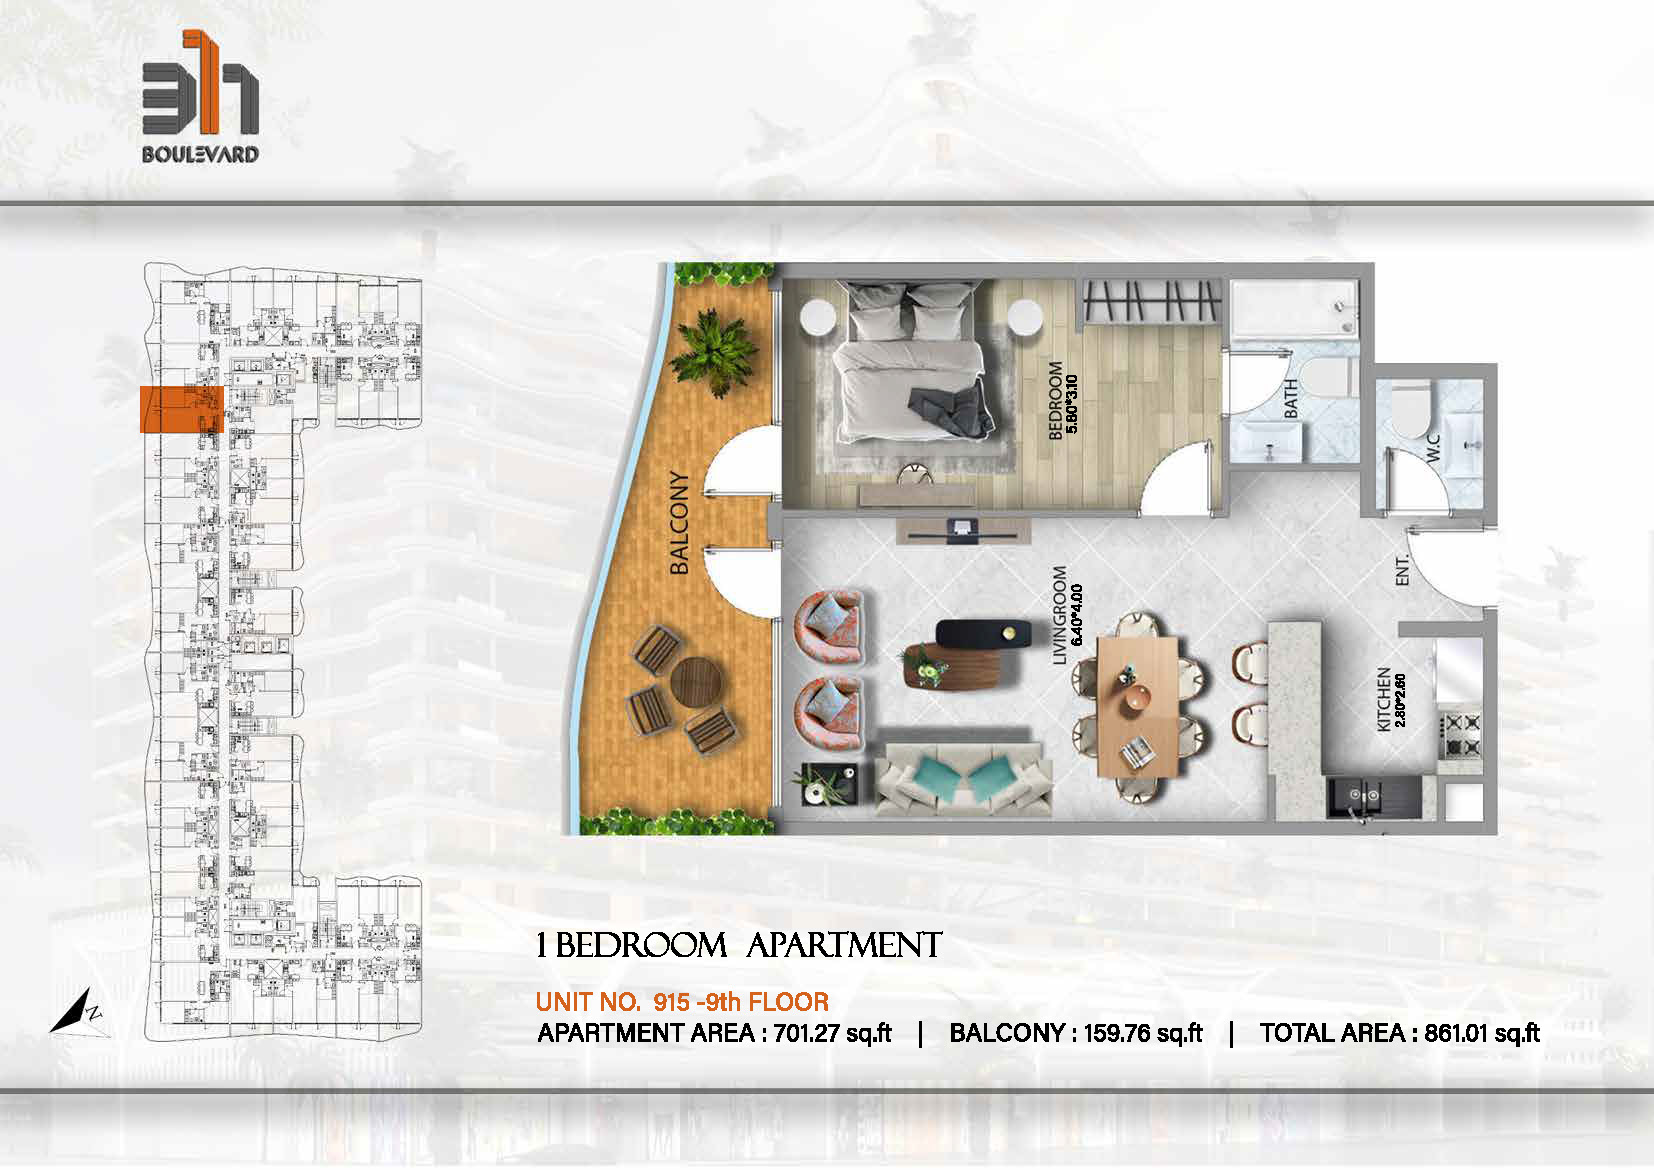 311
BOULEVARD
BALCONY
BEDROOM
5.80*3.10
BATH
W.C
LIVINGROOM
6.40*4.00
ENT.
KITCHEN
2.80*2.60
N
1 BEDROOM APARTMENT
UNIT NO. 915 -9th FLOOR
APARTMENT AREA : 701.27 sq.ft | BALCONY : 159.76 sq.ft | TOTAL AREA : 861.01 sq.ft